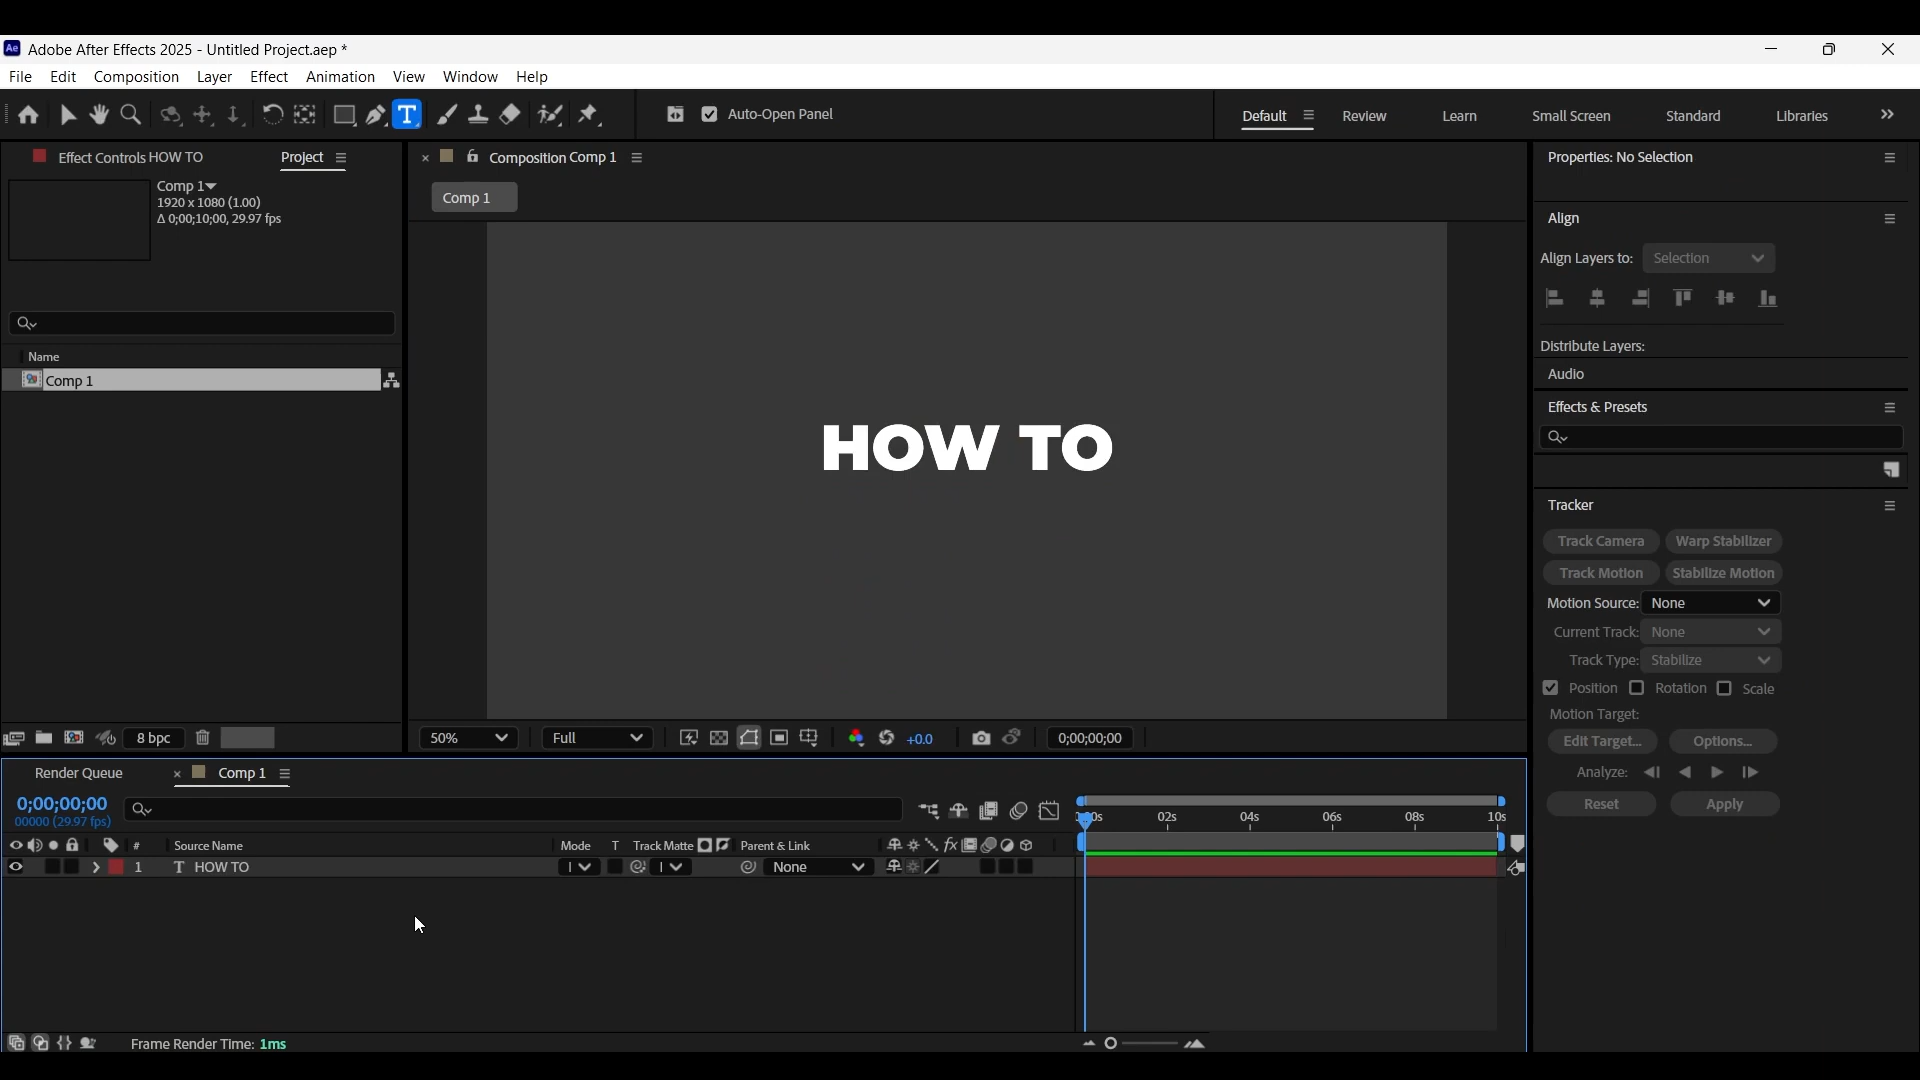 Ae Adobe After Effects 2025 - Untitled Project.aep *
File Edit Composition Layer Effect Animation View Window Help
T Auto-Open Panel Default Review Learn Small Screen Standard Libraries
Effect Controls HOW TO Project
Composition Comp 1
Properties: No Selection
Comp 1
1920 x 1080 (1.00)
Δ 0;00;10;00, 29.97 fps
Comp 1
Align
Align Layers to: Selection
Name
Comp 1
Distribute Layers:
Audio
Effects & Presets
HOW TO
Tracker
Track Camera Warp Stabilizer
Track Motion Stabilize Motion
Motion Source: None
Current Track: None
Track Type: Stabilize
Position Rotation Scale
Motion Target:
Edit Target... Options...
Analyze:
Reset Apply
8 bpc 50% Full +0.0 0;00;00;00
Render Queue Comp 1
0;00;00;00
00000 (29.97 fps)
02s 04s 06s 08s 10s
# Source Name Mode T Track Matte Parent & Link fx
1 T HOW TO None
Frame Render Time: 1ms